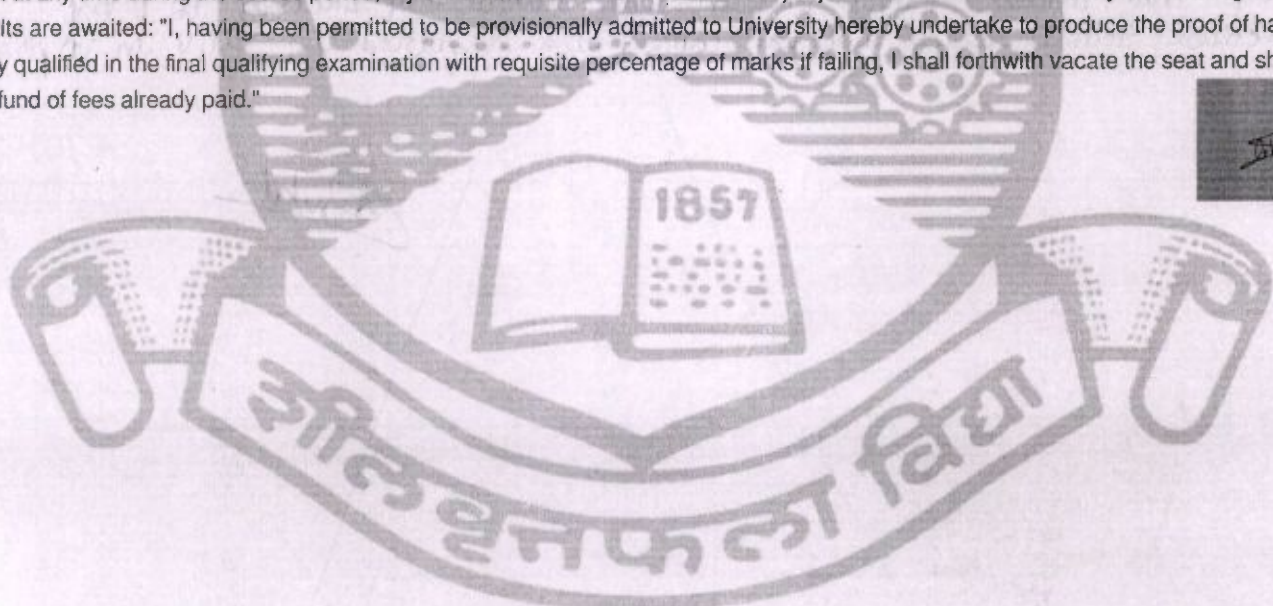 lts are awaited: "I, having been permitted to be provisionally admitted to University hereby undertake to produce the proof of ha
y qualified in the final qualifying examination with requisite percentage of marks if failing, I shall forthwith vacate the seat and sh
fund of fees already paid."
1857
शीलवृत्तफला विद्या